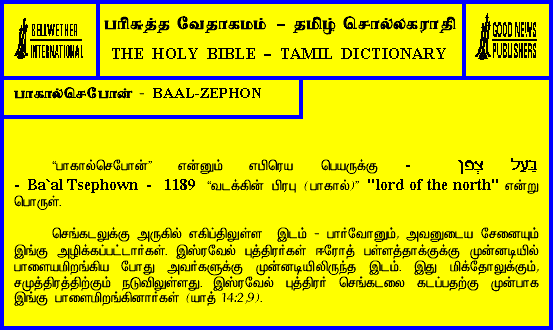 BELLWETHER
INTERNATIONAL
பரிசுத்த வேதாகமம் – தமிழ் சொல்லகராதி
THE HOLY BIBLE – TAMIL DICTIONARY
GOOD NEWS
PUBLISHERS
பாகால்செபோன் - BAAL-ZEPHON
“பாகால்செபோன்” என்னும் எபிரெய பெயருக்கு - בַּעַל צְפֹן
- Ba`al Tsephown - 1189 “வடக்கின் பிரபு (பாகால்)” "lord of the north" என்று
பொருள்.
செங்கடலுக்கு அருகில் எகிப்திலுள்ள இடம் - பார்வோனும், அவனுடைய சேனையும்
இங்கு அழிக்கப்பட்டார்கள். இஸ்ரவேல் புத்திரர்கள் ஈரோத் பள்ளத்தாக்குக்கு முன்னடியில்
பாளையமிறங்கிய போது அவர்களுக்கு முன்னடியிலிருந்த இடம். இது மிக்தோலுக்கும்,
சமுத்திரத்திற்கும் நடுவிலுள்ளது. இஸ்ரவேல் புத்திரர் செங்கடலை கடப்பதற்கு முன்பாக
இங்கு பாளைமிறங்கினார்கள் (யாத் 14:2,9).